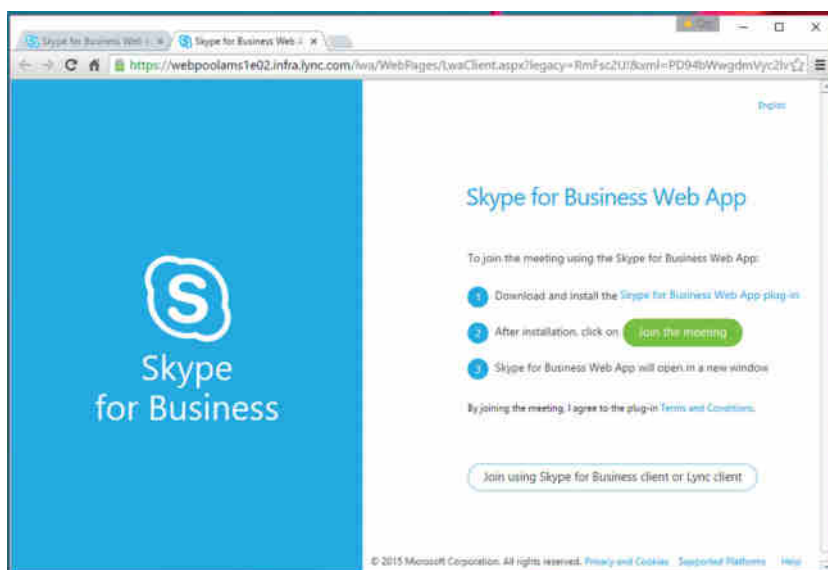 Skype for Business Web
Skype for Business Web
https://webpoolams1e02.infra.lync.com/lwa/WebPages/LwaClient.aspx?legacy=RmFsc2U!&xml=PD94bWwgdmVyc2lv
English
Skype for Business Web App
To join the meeting using the Skype for Business Web App:
1 Download and install the Skype for Business Web App plug-in
2 After installation, click on Join the meeting
3 Skype for Business Web App will open in a new window
By joining the meeting, I agree to the plug-in Terms and Conditions.
Join using Skype for Business client or Lync client
S
Skype
for Business
© 2015 Microsoft Corporation. All rights reserved. Privacy and Cookies Supported Platforms Help